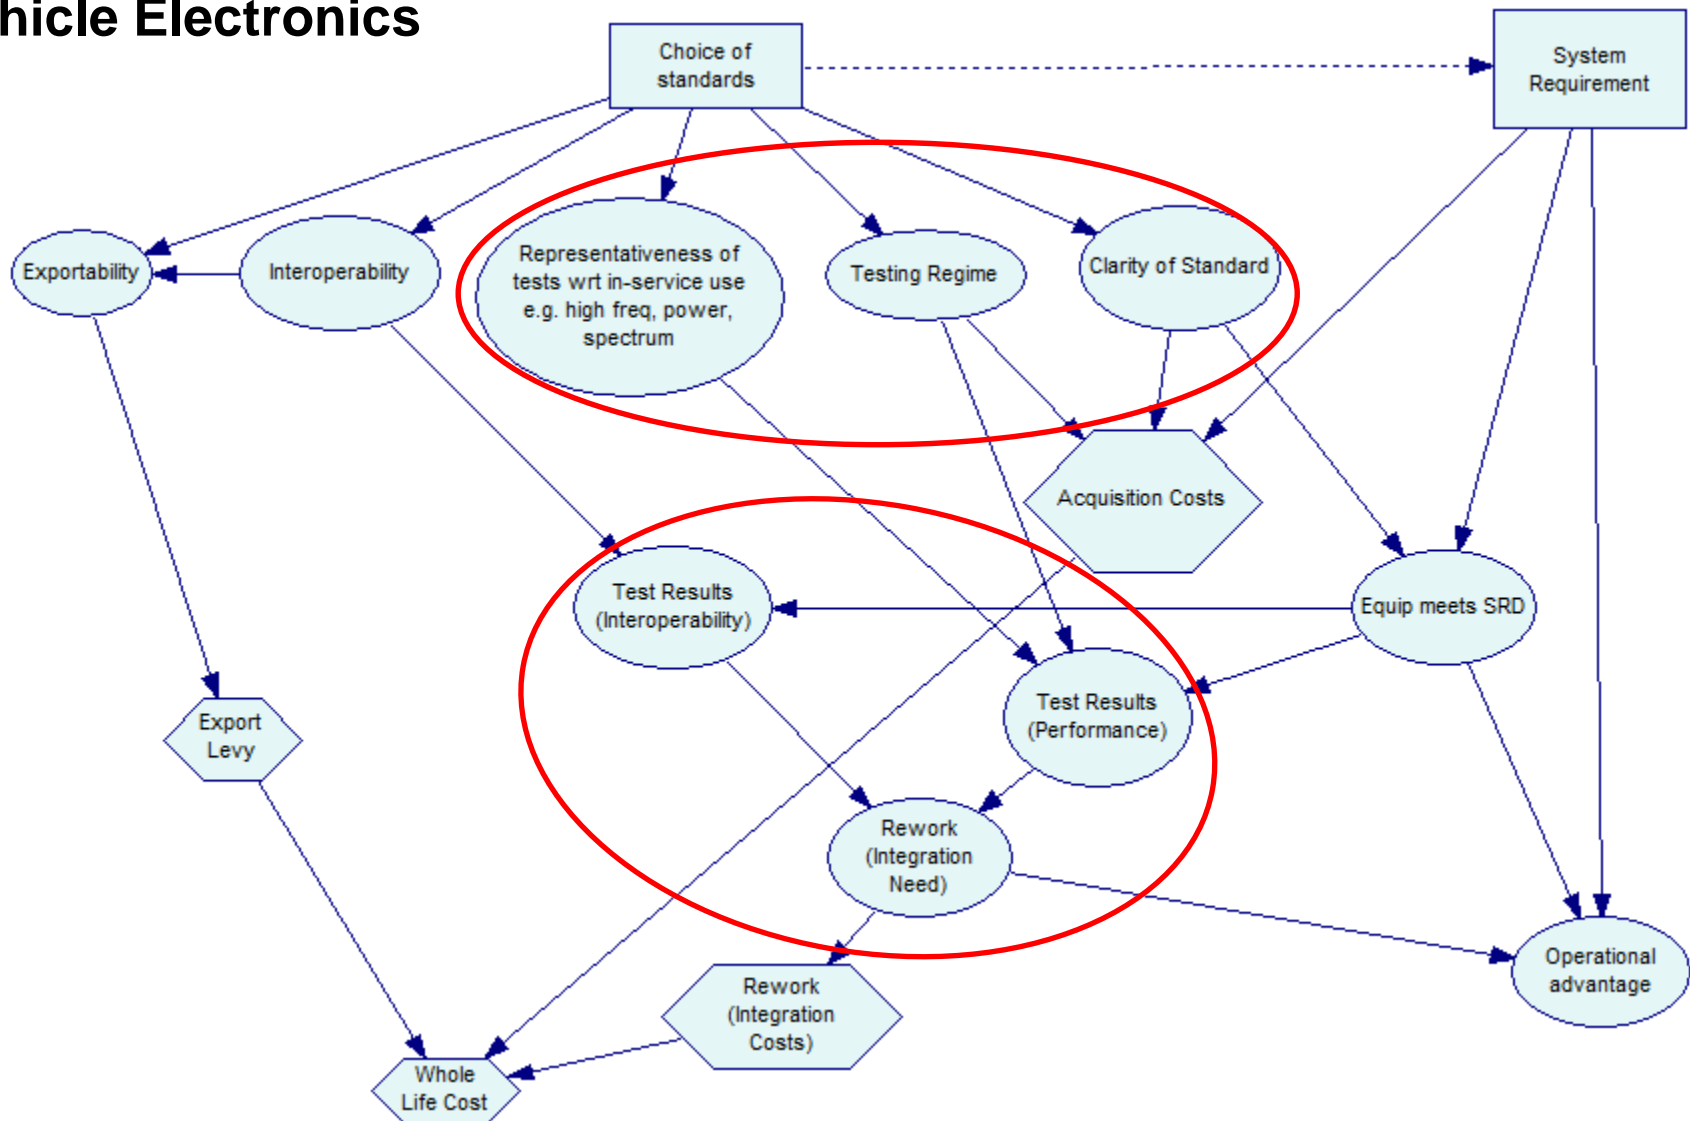 hicle Electronics
Choice of
standards
System
Requirement
Exportability
Interoperability
Representativeness of
tests wrt in-service use
e.g. high freq, power,
spectrum
Testing Regime
Clarity of Standard
Acquisition Costs
Test Results
(Interoperability)
Equip meets SRD
Test Results
(Performance)
Export
Levy
Rework
(Integration
Need)
Operational
advantage
Rework
(Integration
Costs)
Whole
Life Cost